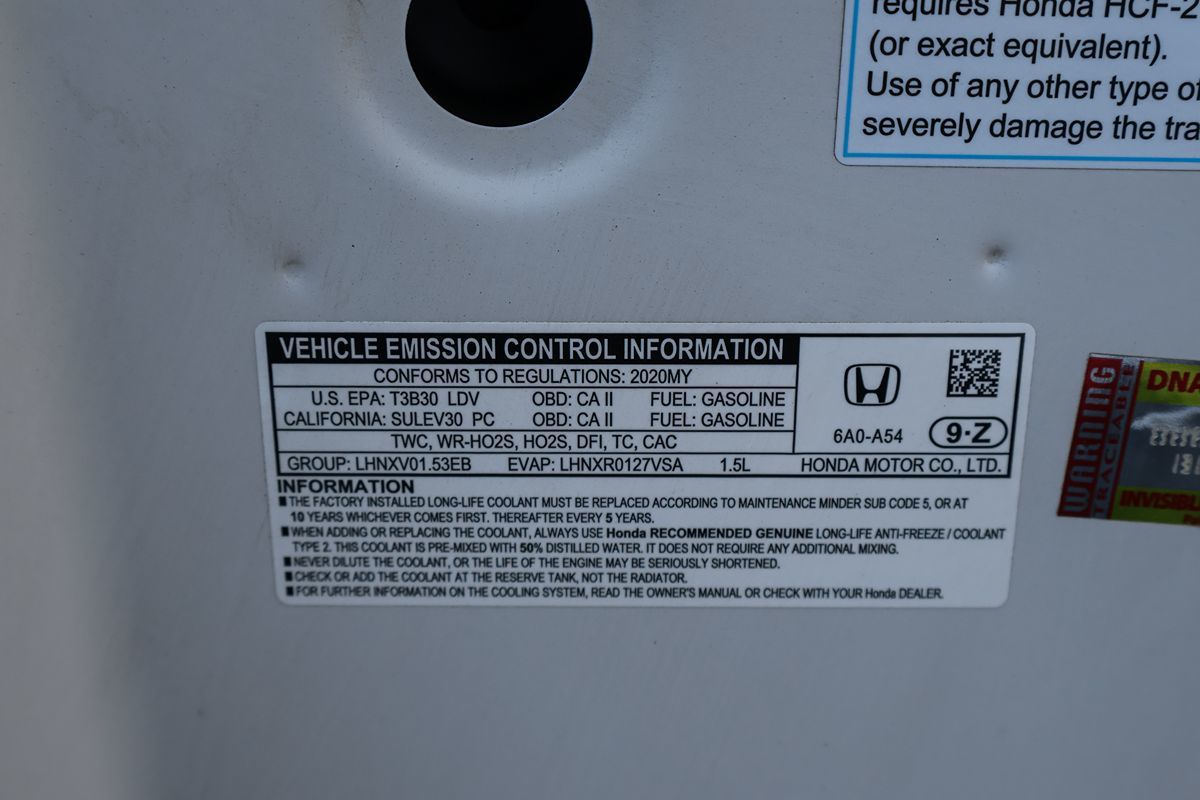 requires Honda HCF-2
(or exact equivalent).
Use of any other type of
severely damage the tra
VEHICLE EMISSION CONTROL INFORMATION
CONFORMS TO REGULATIONS: 2020MY
U.S. EPA: T3B30 LDV OBD: CA II FUEL: GASOLINE
CALIFORNIA: SULEV30 PC OBD: CA II FUEL: GASOLINE
TWC, WR-HO2S, HO2S, DFI, TC, CAC
6A0-A54 9·Z
GROUP: LHNXV01.53EB EVAP: LHNXR0127VSA 1.5L HONDA MOTOR CO., LTD.
INFORMATION
■THE FACTORY INSTALLED LONG-LIFE COOLANT MUST BE REPLACED ACCORDING TO MAINTENANCE MINDER SUB CODE 5, OR AT
10 YEARS WHICHEVER COMES FIRST. THEREAFTER EVERY 5 YEARS.
■WHEN ADDING OR REPLACING THE COOLANT, ALWAYS USE Honda RECOMMENDED GENUINE LONG-LIFE ANTI-FREEZE / COOLANT
TYPE 2. THIS COOLANT IS PRE-MIXED WITH 50% DISTILLED WATER. IT DOES NOT REQUIRE ANY ADDITIONAL MIXING.
■NEVER DILUTE THE COOLANT, OR THE LIFE OF THE ENGINE MAY BE SERIOUSLY SHORTENED.
■CHECK OR ADD THE COOLANT AT THE RESERVE TANK, NOT THE RADIATOR.
■FOR FURTHER INFORMATION ON THE COOLING SYSTEM, READ THE OWNER'S MANUAL OR CHECK WITH YOUR Honda DEALER.
WARNING
TRACEABLE
DNA
INVISIBL